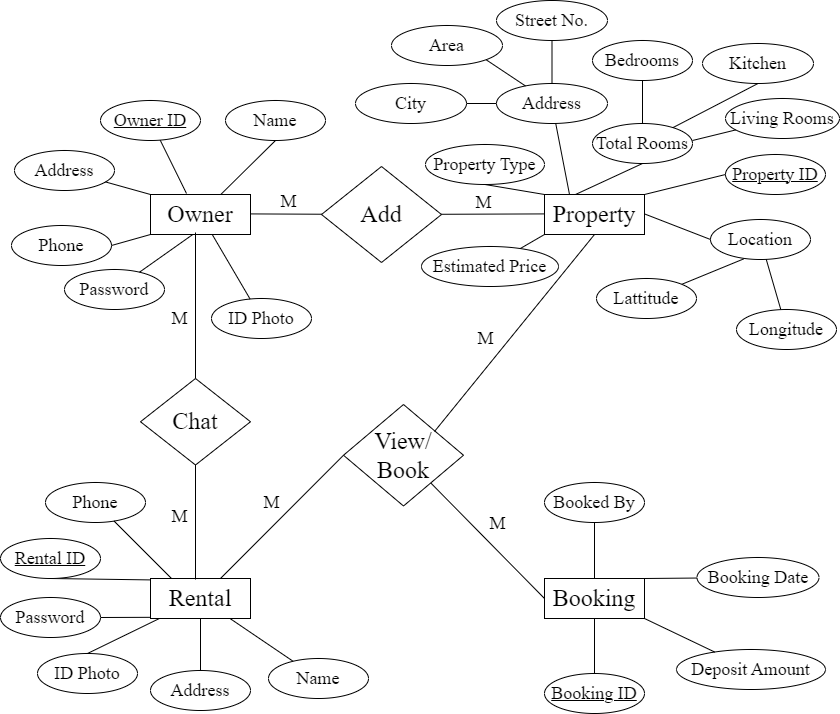 Street No.
Area
Bedrooms
Kitchen
City
Address
Owner ID
Name
Living Rooms
Total Rooms
Address
Property Type
Property ID
M
M
Owner
Add
Property
Phone
Location
Estimated Price
Password
Lattitude
ID Photo
M
Longitude
M
Chat
View/
Book
Phone
M
Booked By
M
M
Rental ID
Booking Date
Rental
Booking
Password
ID Photo
Address
Name
Deposit Amount
Booking ID